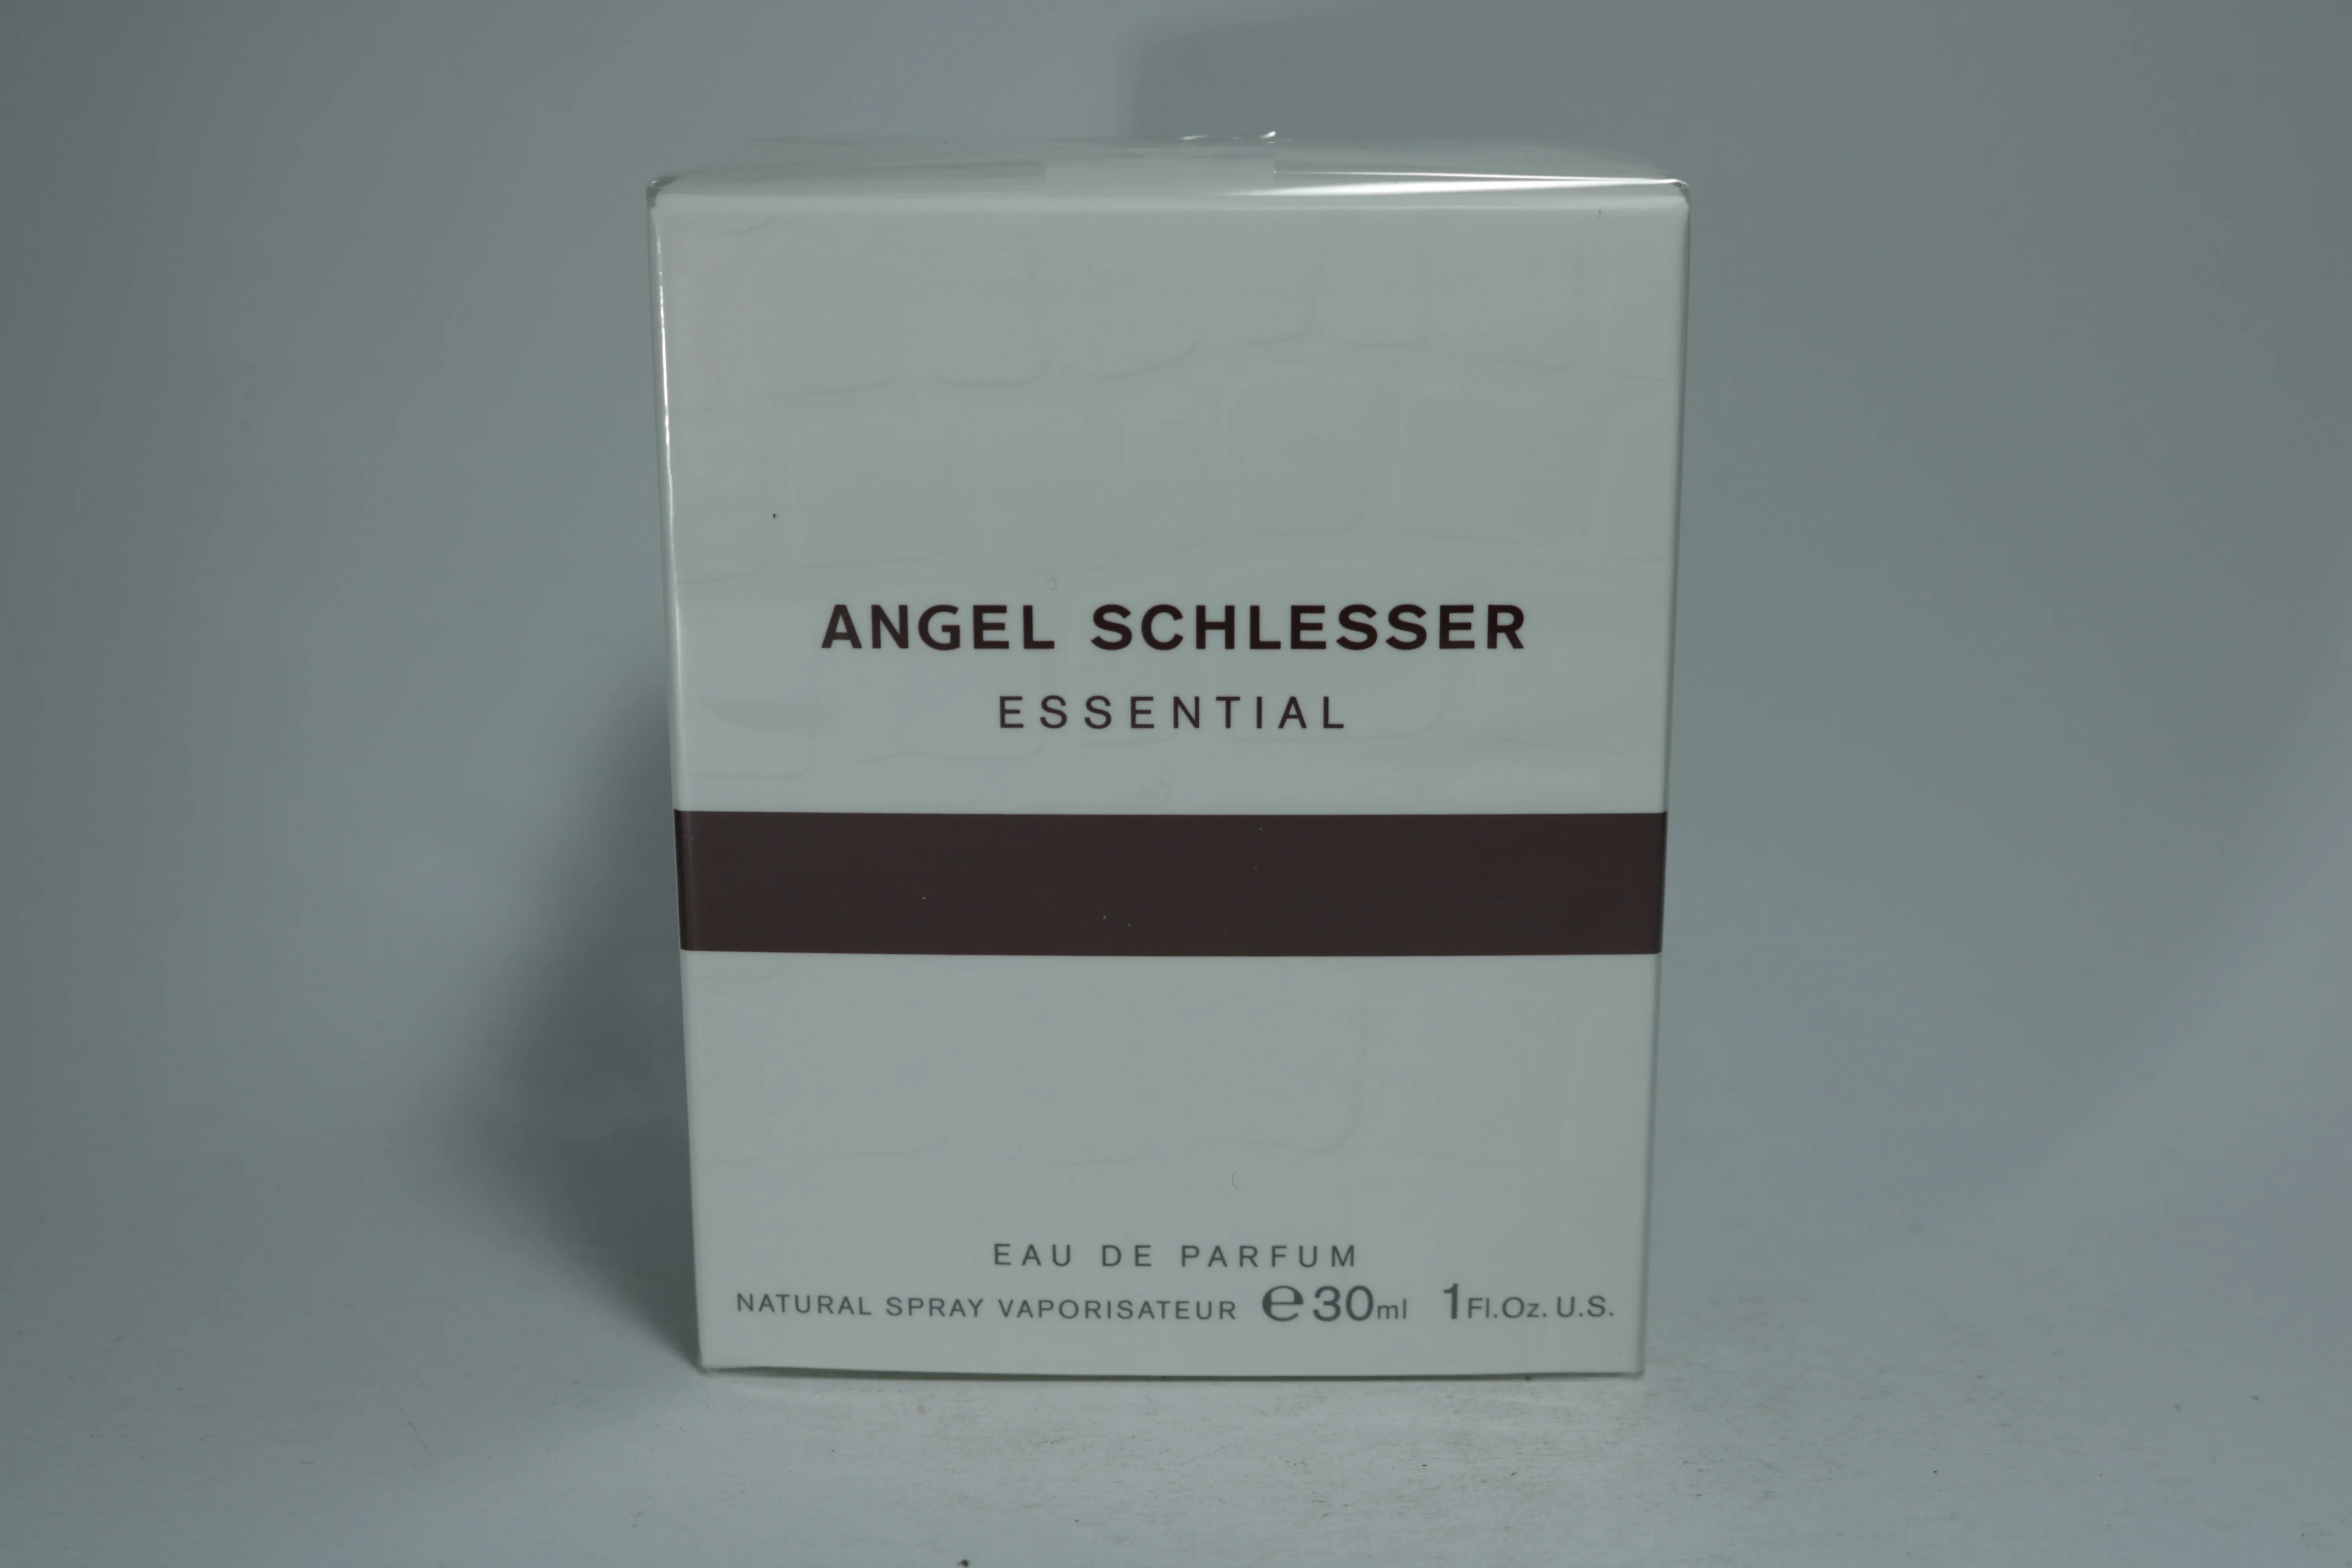 ANGEL SCHLESSER
ESSENTIAL
EAU DE PARFUM
NATURAL SPRAY VAPORISATEUR ℮30ml 1Fl.Oz. U.S.